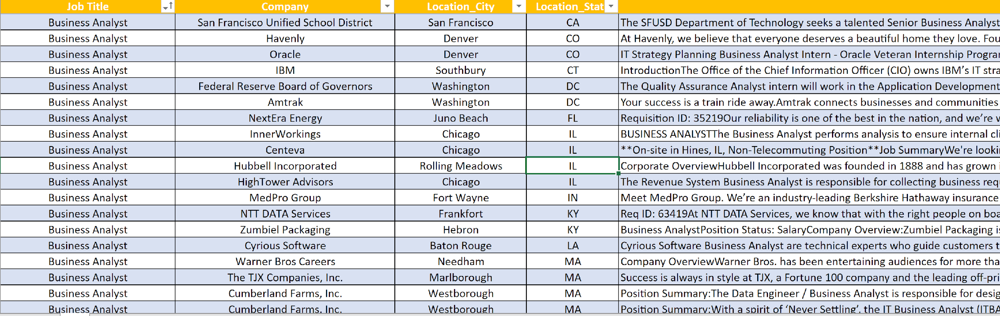 Job Title Company Location_City Location_Stat
Business Analyst San Francisco Unified School District San Francisco CA The SFUSD Department of Technology seeks a talented Senior Business Analyst
Business Analyst Havenly Denver CO At Havenly, we believe that everyone deserves a beautiful home they love. Fou
Business Analyst Oracle Denver CO IT Strategy Planning Business Analyst Intern - Oracle Veteran Internship Progra
Business Analyst IBM Southbury CT IntroductionThe Office of the Chief Information Officer (CIO) owns IBM’s IT stra
Business Analyst Federal Reserve Board of Governors Washington DC The Quality Assurance Analyst intern will work in the Application Development
Business Analyst Amtrak Washington DC Your success is a train ride away.Amtrak connects businesses and communities
Business Analyst NextEra Energy Juno Beach FL Requisition ID: 35219Our reliability is one of the best in the nation, and we’re
Business Analyst InnerWorkings Chicago IL BUSINESS ANALYSTThe Business Analyst performs analysis to ensure internal cli
Business Analyst Centeva Chicago IL **On-site in Hines, IL, Non-Telecommuting Position**Job SummaryWe're looki
Business Analyst Hubbell Incorporated Rolling Meadows IL Corporate OverviewHubbell Incorporated was founded in 1888 and has grown
Business Analyst HighTower Advisors Chicago IL The Revenue System Business Analyst is responsible for collecting business requ
Business Analyst MedPro Group Fort Wayne IN Meet MedPro Group. We’re an industry-leading Berkshire Hathaway insurance
Business Analyst NTT DATA Services Frankfort KY Req ID: 63419At NTT DATA Services, we know that with the right people on boa
Business Analyst Zumbiel Packaging Hebron KY Business AnalystPosition Status: SalaryCompany Overview:Zumbiel Packaging is
Business Analyst Cyrious Software Baton Rouge LA Cyrious Software Business Analyst are technical experts who guide customers t
Business Analyst Warner Bros Careers Needham MA Company OverviewWarner Bros. has been entertaining audiences for more tha
Business Analyst The TJX Companies, Inc. Marlborough MA Success is always in style at TJX, a Fortune 100 company and the leading off-pri
Business Analyst Cumberland Farms, Inc. Westborough MA Position Summary:The Data Engineer / Business Analyst is responsible for desig
Business Analyst Cumberland Farms, Inc. Westborough MA Position Summary:With a spirit of ‘Never Settling’, the IT Business Analyst (ITBA